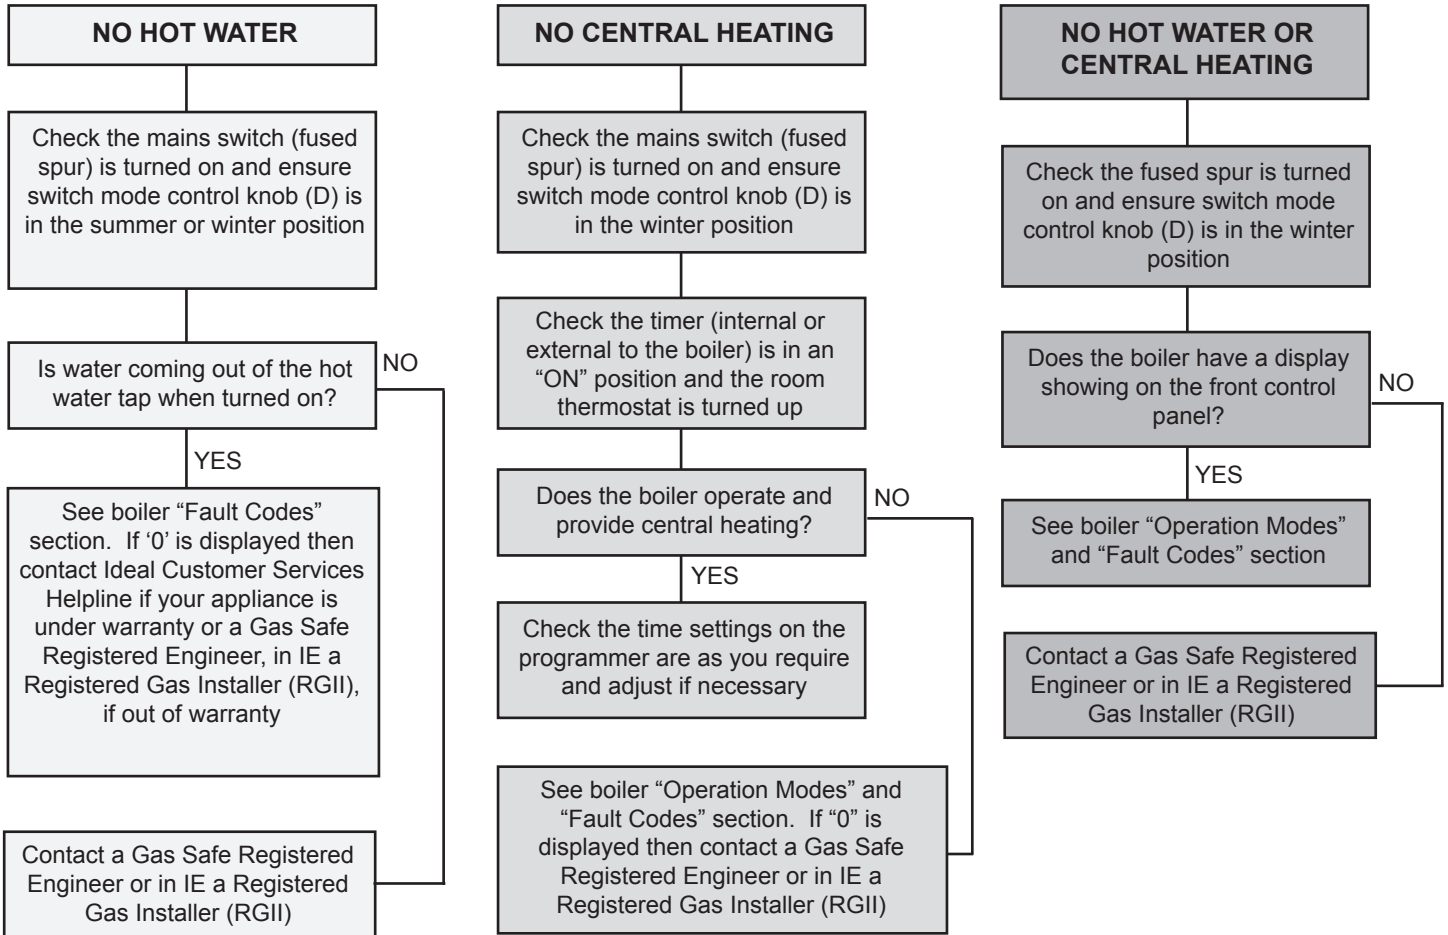 NO HOT WATER
Check the mains switch (fused
spur) is turned on and ensure
switch mode control knob (D) is
in the summer or winter position
Is water coming out of the hot
water tap when turned on?
NO
YES
See boiler “Fault Codes”
section.  If ‘0’ is displayed then
contact Ideal Customer Services
Helpline if your appliance is
under warranty or a Gas Safe
Registered Engineer, in IE a
Registered Gas Installer (RGII),
if out of warranty
Contact a Gas Safe Registered
Engineer or in IE a Registered
Gas Installer (RGII)
NO CENTRAL HEATING
Check the mains switch (fused
spur) is turned on and ensure
switch mode control knob (D) is
in the winter position
Check the timer (internal or
external to the boiler) is in an
“ON” position and the room
thermostat is turned up
Does the boiler operate and
provide central heating?
NO
YES
Check the time settings on the
programmer are as you require
and adjust if necessary
See boiler “Operation Modes” and
“Fault Codes” section.  If “0” is
displayed then contact a Gas Safe
Registered Engineer or in IE a
Registered Gas Installer (RGII)
NO HOT WATER OR
CENTRAL HEATING
Check the fused spur is turned
on and ensure switch mode
control knob (D) is in the winter
position
Does the boiler have a display
showing on the front control
panel?
NO
YES
See boiler “Operation Modes”
and “Fault Codes” section
Contact a Gas Safe Registered
Engineer or in IE a Registered
Gas Installer (RGII)